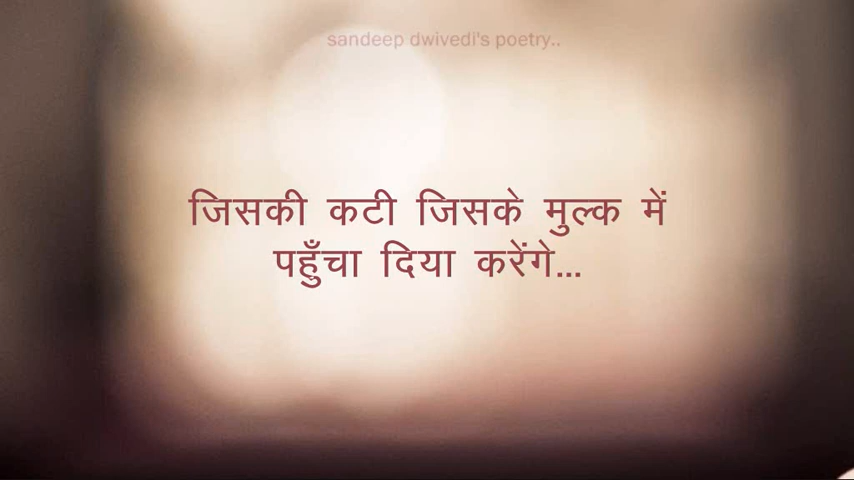 sandeep dwivedi's poetry..
जिसकी कटी जिसके मुल्क में
पहुँचा दिया करेंगे...